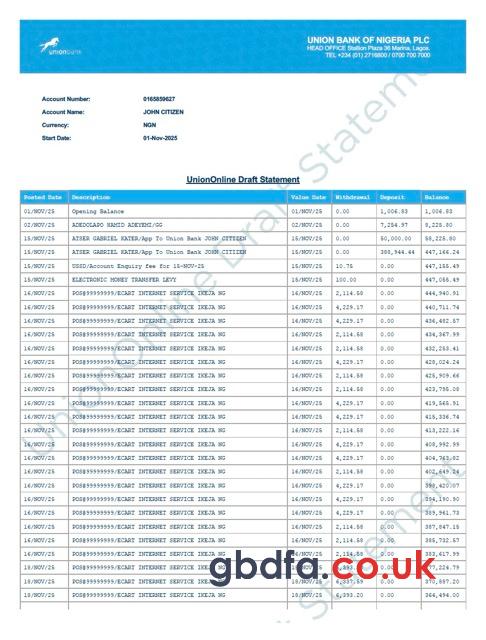 unionbank
UNION BANK OF NIGERIA PLC
HEAD OFFICE Stallion Plaza 36 Marina, Lagos.
TEL +234 (01) 2716800 / 0700 700 7000
Account Number: 0165859627
Account Name: JOHN CITIZEN
Currency: NGN
Start Date: 01-Nov-2025
UnionOnline Draft Statement
Posted Date Description Value Date Withdrawal Deposit Balance
01/NOV/25 Opening Balance 01/NOV/25 0.00 1,006.83 1,006.83
02/NOV/25 ADEDOLAPO HAMID ADEYEMI/GG 02/NOV/25 0.00 7,254.97 8,225.80
15/NOV/25 ATSER GABRIEL KATER/App To Union Bank JOHN CITIZEN 15/NOV/25 0.00 50,000.00 58,225.80
15/NOV/25 ATSER GABRIEL KATER/App To Union Bank JOHN CITIZEN 15/NOV/25 0.00 388,944.44 447,166.24
15/NOV/25 USSD/Account Enquiry fee for 15-NOV-25 15/NOV/25 10.75 0.00 447,155.49
15/NOV/25 ELECTRONIC MONEY TRANSFER LEVY 15/NOV/25 100.00 0.00 447,055.49
16/NOV/25 POS@99999999/ECART INTERNET SERVICE IKEJA NG 16/NOV/25 2,114.58 0.00 444,940.91
16/NOV/25 POS@99999999/ECART INTERNET SERVICE IKEJA NG 16/NOV/25 4,229.17 0.00 440,711.74
16/NOV/25 POS@99999999/ECART INTERNET SERVICE IKEJA NG 16/NOV/25 4,229.17 0.00 436,482.57
16/NOV/25 POS@99999999/ECART INTERNET SERVICE IKEJA NG 16/NOV/25 2,114.58 0.00 434,367.99
16/NOV/25 POS@99999999/ECART INTERNET SERVICE IKEJA NG 16/NOV/25 2,114.58 0.00 432,253.41
16/NOV/25 POS@99999999/ECART INTERNET SERVICE IKEJA NG 16/NOV/25 4,229.17 0.00 428,024.24
16/NOV/25 POS@99999999/ECART INTERNET SERVICE IKEJA NG 16/NOV/25 2,114.58 0.00 425,909.66
16/NOV/25 POS@99999999/ECART INTERNET SERVICE IKEJA NG 16/NOV/25 2,114.58 0.00 423,795.08
16/NOV/25 POS@99999999/ECART INTERNET SERVICE IKEJA NG 16/NOV/25 4,229.17 0.00 419,565.91
16/NOV/25 POS@99999999/ECART INTERNET SERVICE IKEJA NG 16/NOV/25 4,229.17 0.00 415,336.74
16/NOV/25 POS@99999999/ECART INTERNET SERVICE IKEJA NG 16/NOV/25 2,114.58 0.00 413,222.16
16/NOV/25 POS@99999999/ECART INTERNET SERVICE IKEJA NG 16/NOV/25 4,229.17 0.00 408,992.99
16/NOV/25 POS@99999999/ECART INTERNET SERVICE IKEJA NG 16/NOV/25 4,229.17 0.00 404,763.82
16/NOV/25 POS@99999999/ECART INTERNET SERVICE IKEJA NG 16/NOV/25 2,114.58 0.00 402,649.24
16/NOV/25 POS@99999999/ECART INTERNET SERVICE IKEJA NG 16/NOV/25 4,229.17 0.00 398,420.07
16/NOV/25 POS@99999999/ECART INTERNET SERVICE IKEJA NG 16/NOV/25 4,229.17 0.00 394,190.90
16/NOV/25 POS@99999999/ECART INTERNET SERVICE IKEJA NG 16/NOV/25 4,229.17 0.00 389,961.73
16/NOV/25 POS@99999999/ECART INTERNET SERVICE IKEJA NG 16/NOV/25 2,114.58 0.00 387,847.15
16/NOV/25 POS@99999999/ECART INTERNET SERVICE IKEJA NG 16/NOV/25 2,114.58 0.00 385,732.57
16/NOV/25 POS@99999999/ECART INTERNET SERVICE IKEJA NG 16/NOV/25 2,114.58 0.00 383,617.99
18/NOV/25 POS@99999999/ECART INTERNET SERVICE IKEJA NG 0.00
18/NOV/25 POS@99999999/ECART INTERNET SERVICE IKEJA NG 18/NOV/25 6,337.59 0.00 370,887.20
18/NOV/25 POS@99999999/ECART INTERNET SERVICE IKEJA NG 18/NOV/25 6,393.20 0.00 364,494.00
UnionOnline Draft Statement
gbdfg.co.uk